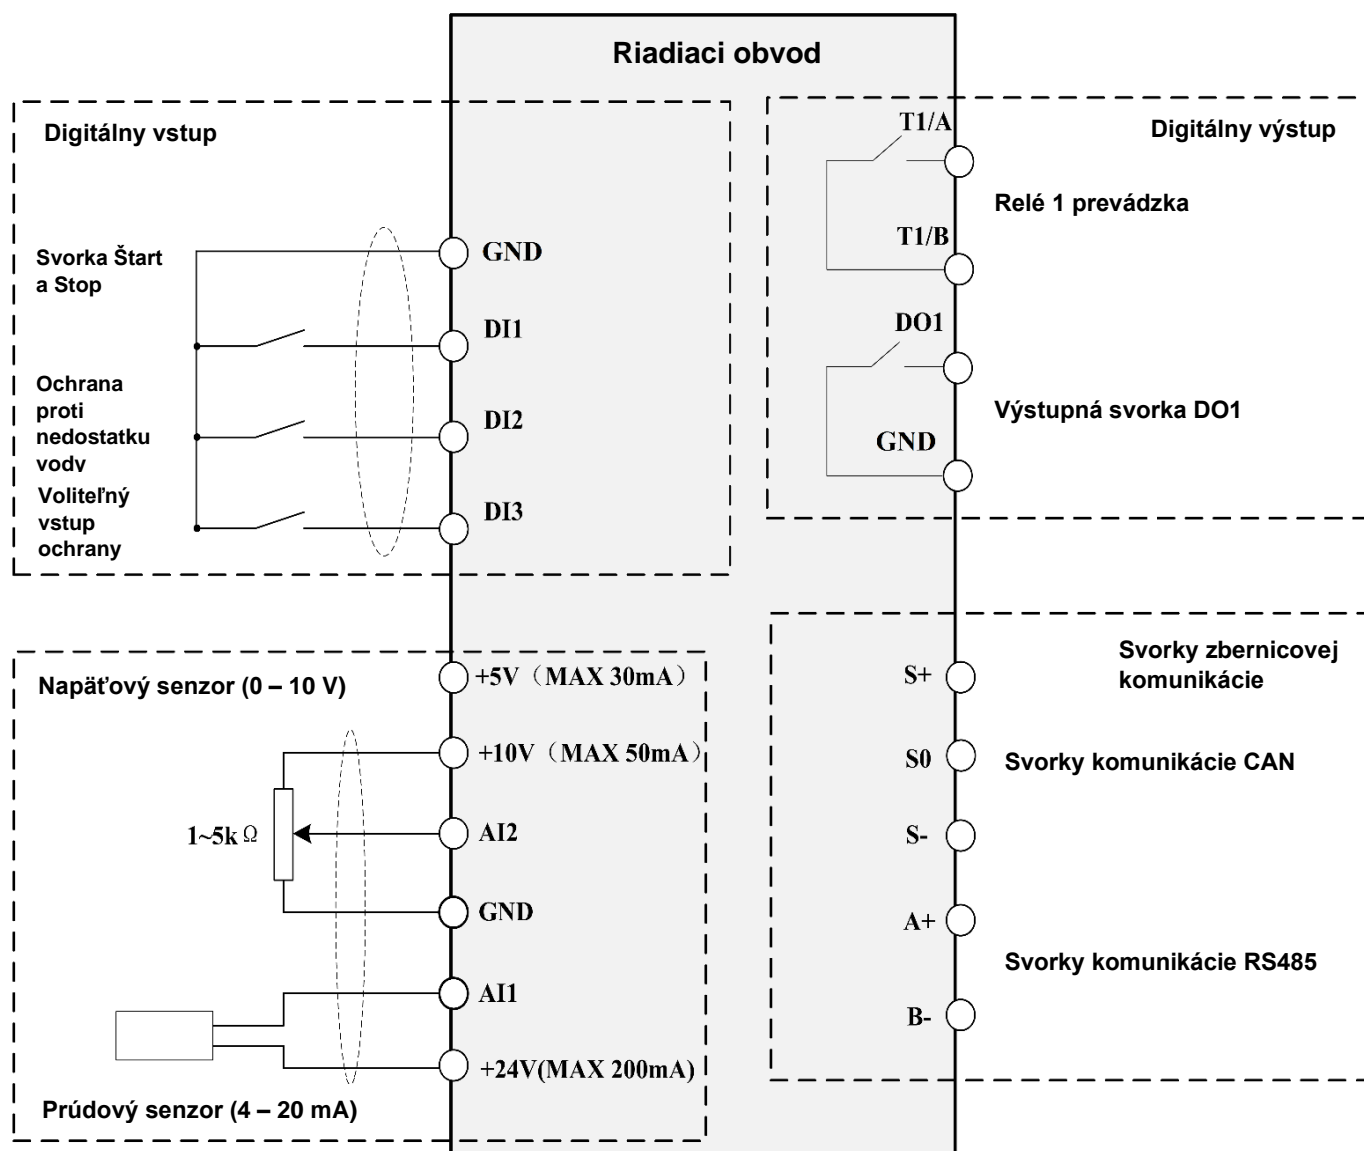 Riadiaci obvod
Digitálny vstup
Svorka Štart
a Stop
Ochrana
proti
nedostatku
vodv
Voliteľný
vstup
ochrany
GND
DI1
DI2
DI3
Digitálny výstup
T1/A
Relé 1 prevádzka
T1/B
DO1
Výstupná svorka DO1
GND
Napäťový senzor (0 – 10 V)
+5V（MAX 30mA）
+10V（MAX 50mA）
1~5k Ω
AI2
GND
AI1
+24V(MAX 200mA)
Prúdový senzor (4 – 20 mA)
Svorky zbernicovej
komunikácie
S+
S0
Svorky komunikácie CAN
S-
A+
Svorky komunikácie RS485
B-